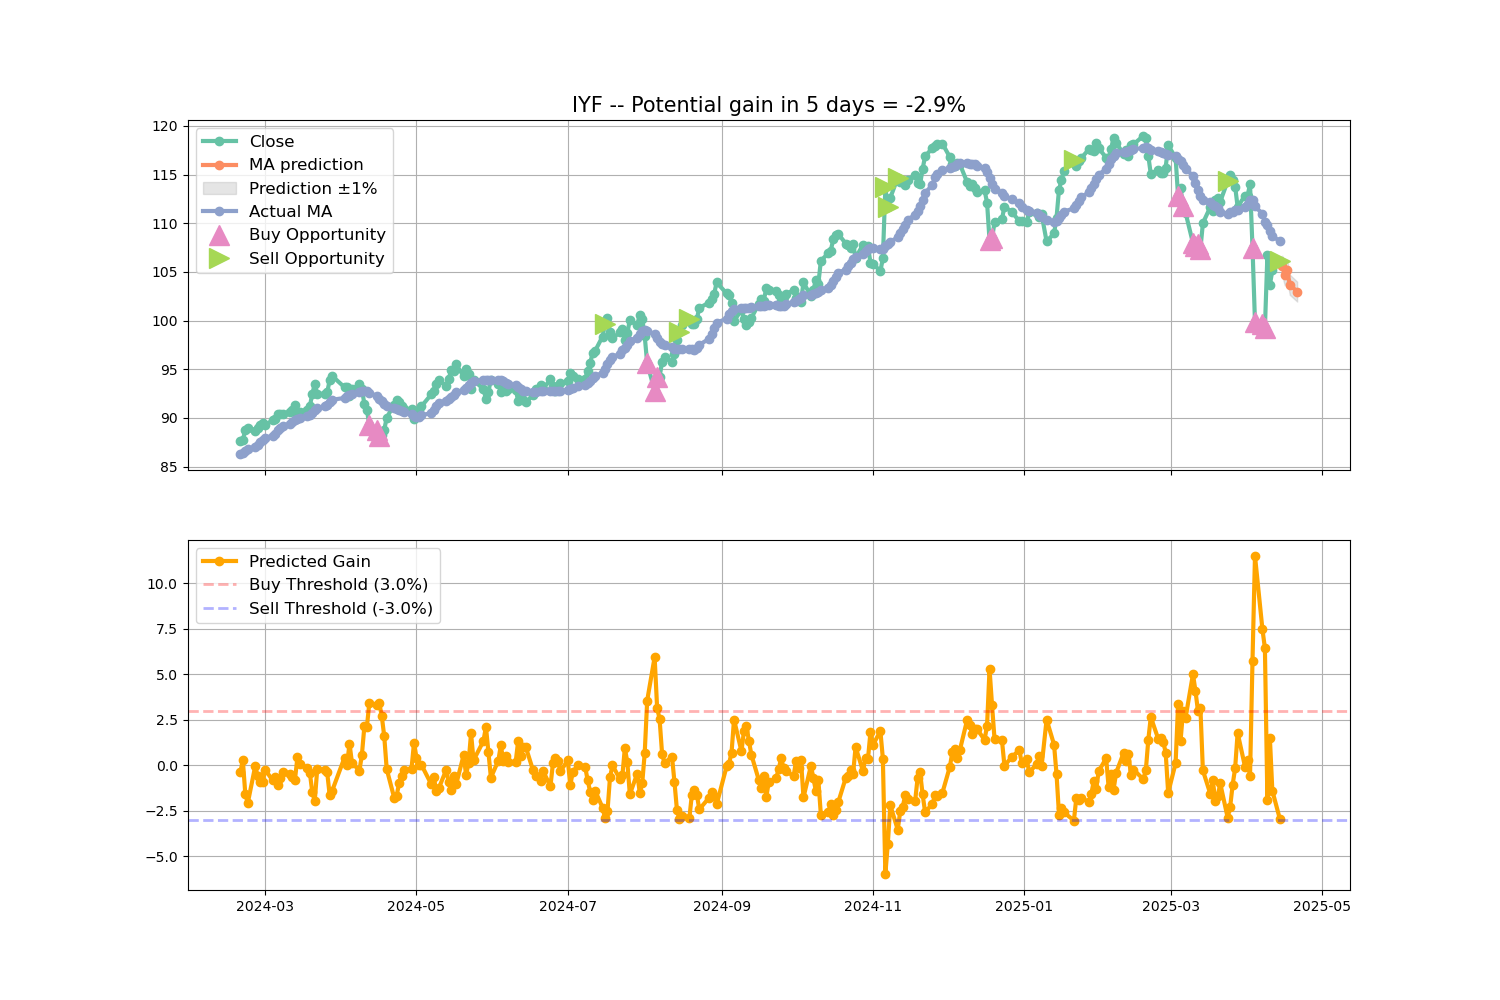 IYF -- Potential gain in 5 days = -2.9%
120
115
110
105
100
95
90
85
Close
MA prediction
Prediction ±1%
Actual MA
Buy Opportunity
Sell Opportunity
10.0
7.5
5.0
2.5
0.0
−2.5
−5.0
Predicted Gain
Buy Threshold (3.0%)
Sell Threshold (-3.0%)
2024-03
2024-05
2024-07
2024-09
2024-11
2025-01
2025-03
2025-05